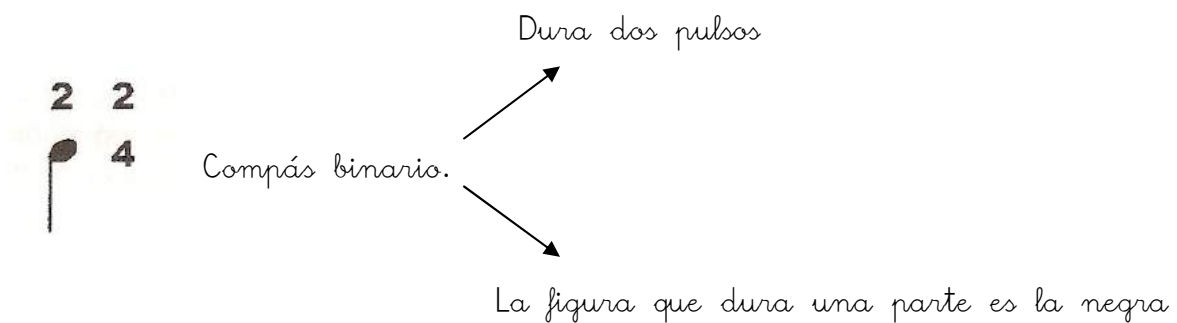 Dura dos pulsos
2 2
4
Compás binario.
La figura que dura una parte es la negra